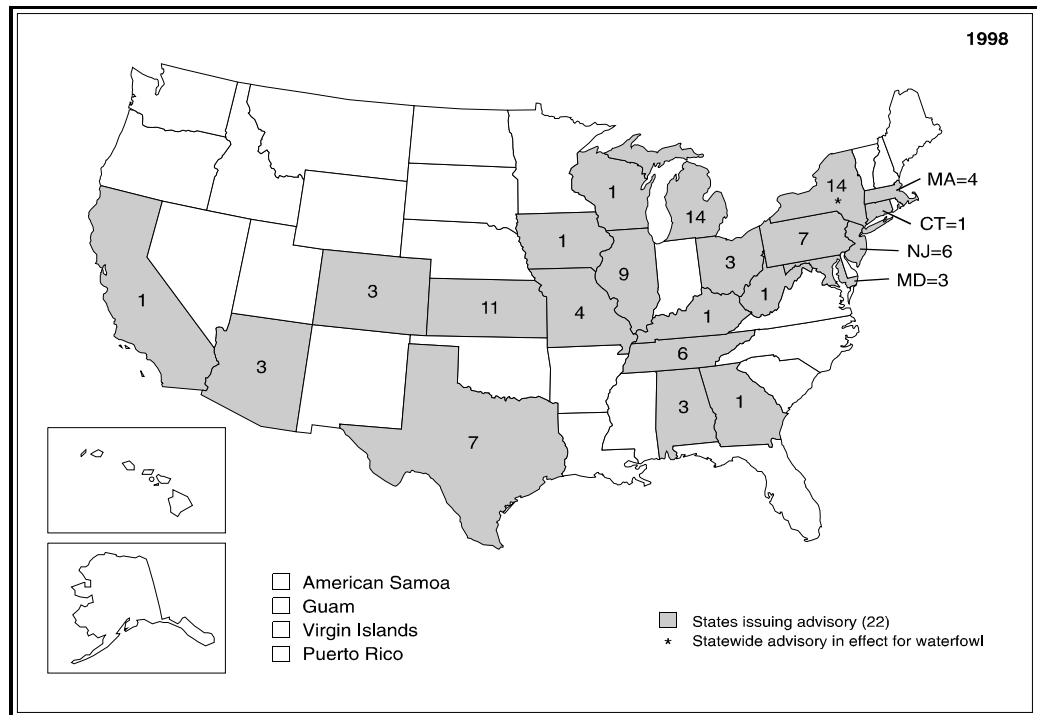 1998
14
*
MA=4
1
14
CT=1
7
NJ=6
1
3
9
MD=3
3
1
1
11
4
1
6
3
3
1
7
American Samoa
Guam
Virgin Islands
Puerto Rico
States issuing advisory (22)
* Statewide advisory in effect for waterfowl